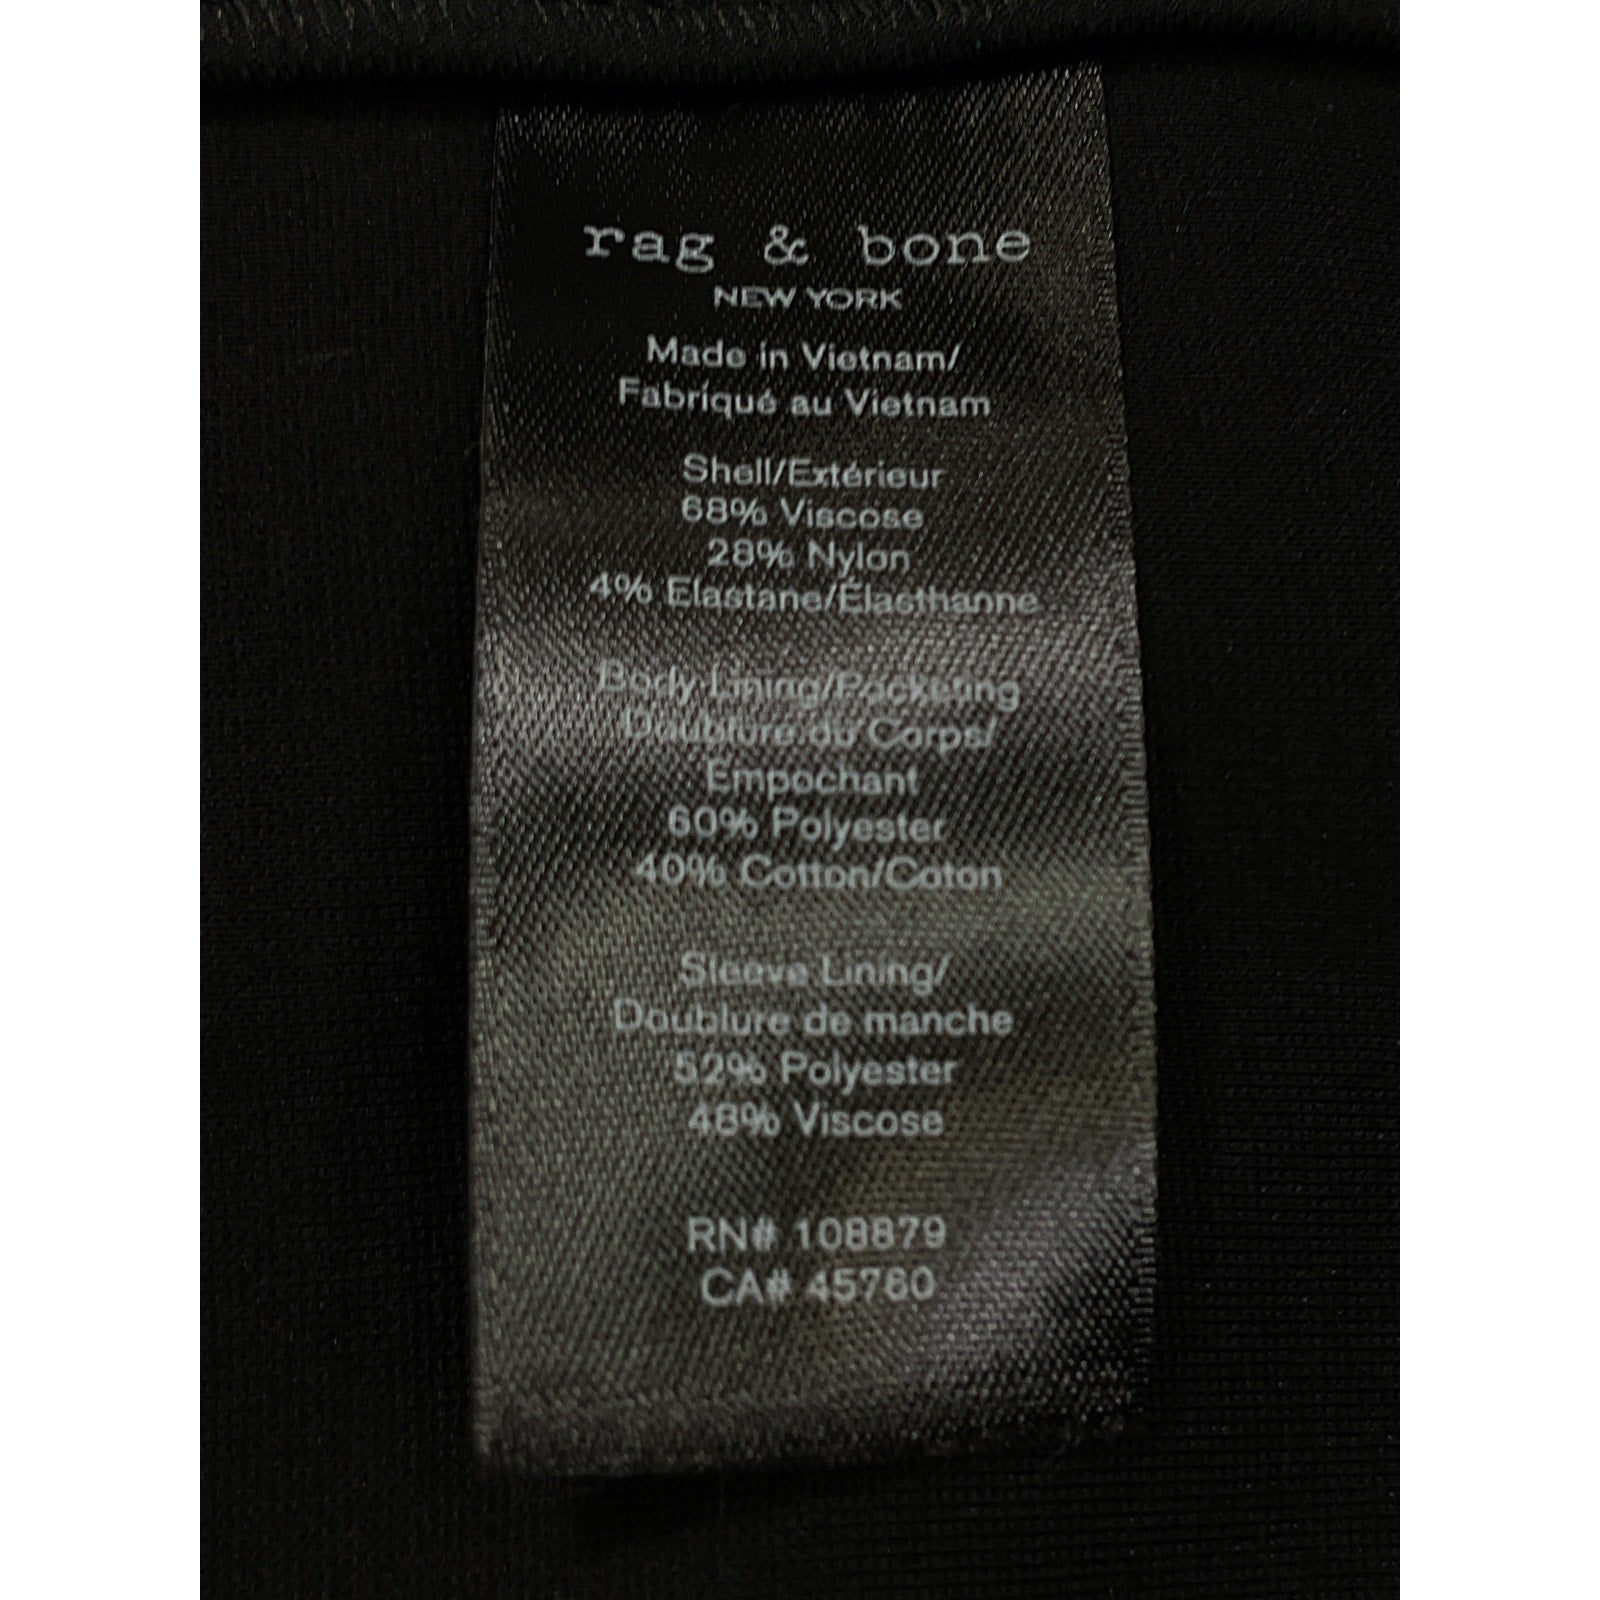 rag & bone
NEW YORK
Made in Vietnam/
Fabriqué au Vietnam
Shell/Extérieur
68% Viscose
28% Nylon
4% Elastane/Élasthanne
Body Lining/Pocketing
Doublure du Corps/
Empochant
60% Polyester
40% Cotton/Coton
Sleeve Lining/
Doublure de manche
52% Polyester
48% Viscose
RN# 108879
CA# 45780